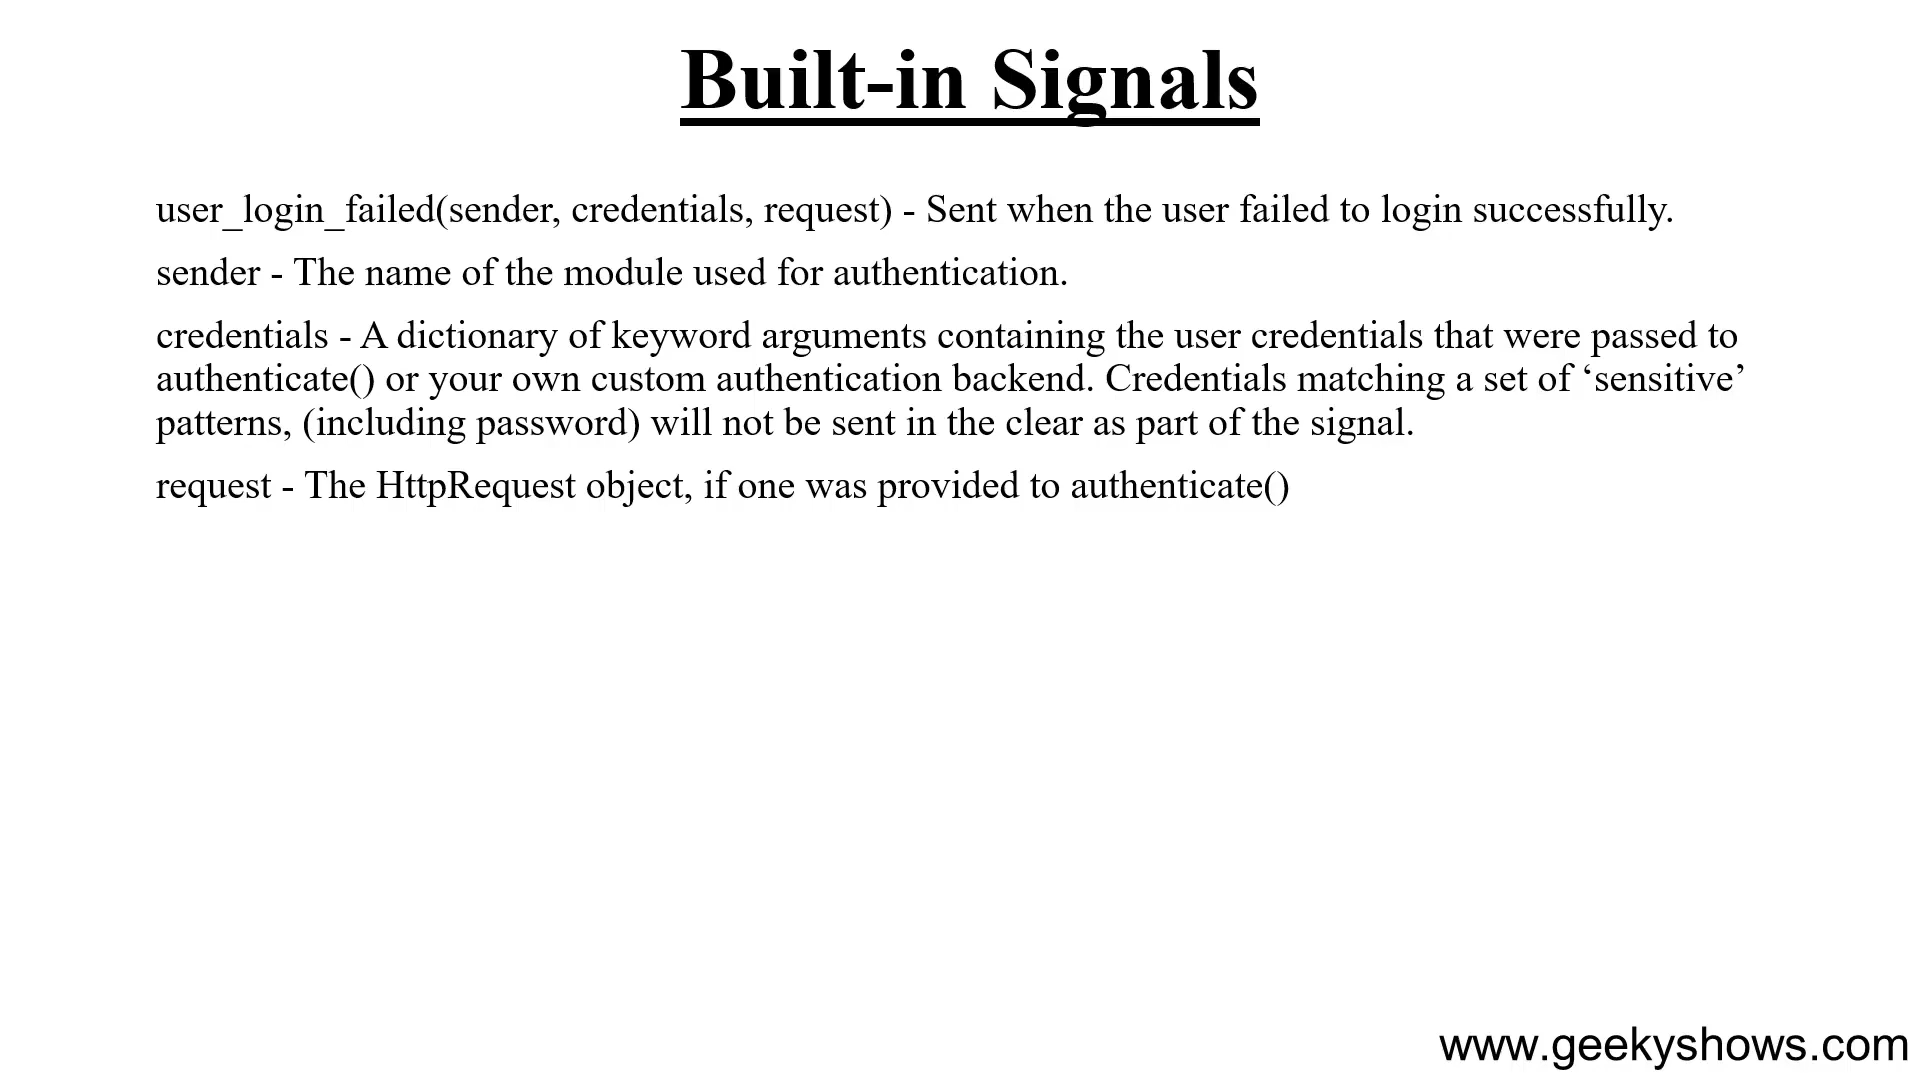 Built-in Signals
user_login_failed(sender, credentials, request) - Sent when the user failed to login successfully.
sender - The name of the module used for authentication.
credentials - A dictionary of keyword arguments containing the user credentials that were passed to
authenticate() or your own custom authentication backend. Credentials matching a set of ‘sensitive’
patterns, (including password) will not be sent in the clear as part of the signal.
request - The HttpRequest object, if one was provided to authenticate()
www.geekyshows.com